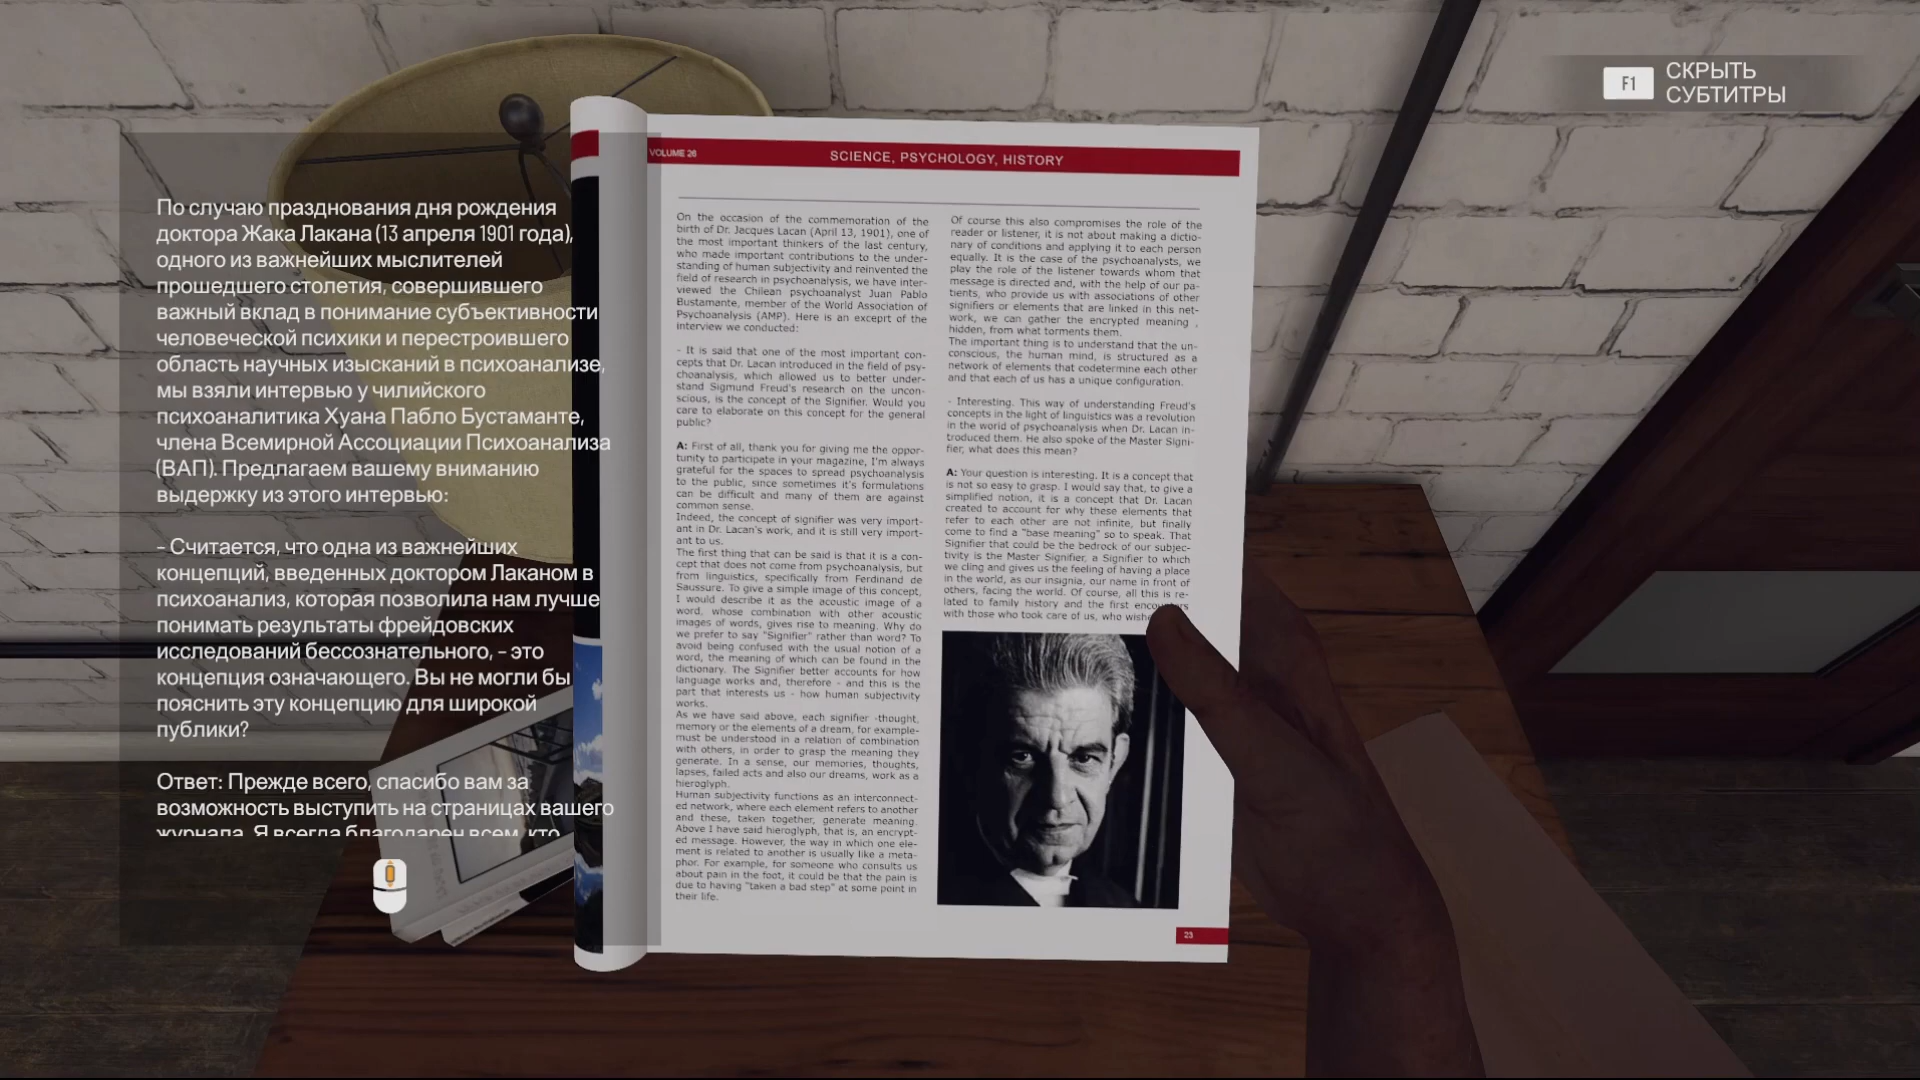 F1
СКРЫТЬ
СУБТИТРЫ
По случаю празднования дня рождения
доктора Жака Лакана (13 апреля 1901 года),
одного из важнейших мыслителей
прошедшего столетия, совершившего
важный вклад в понимание субъективности
человеческой психики и перестроившего
область научных изысканий в психоанализе,
мы взяли интервью у чилийского
психоаналитика Хуана Пабло Бустаманте,
члена Всемирной Ассоциации Психоанализа
(ВАП). Предлагаем вашему вниманию
выдержку из этого интервью:
- Считается, что одна из важнейших
концепций, введенных доктором Лаканом в
психоанализ, которая позволила нам лучше
понимать результаты фрейдовских
исследований бессознательного, - это
концепция означающего. Вы не могли бы
пояснить эту концепцию для широкой
публики?
Ответ: Прежде всего, спасибо вам за
возможность выступить на страницах вашего
журнала. Я всегда благодарен всем, кто
VOLUME 26
SCIENCE, PSYCHOLOGY, HISTORY
On the occasion of the commemoration of the
birth of Dr. Jacques Lacan (April 13, 1901), one of
the most important thinkers of the last century,
who made important contributions to the under-
standing of human subjectivity and reinvented the
field of research in psychoanalysis, we have inter-
viewed the Chilean psychoanalyst Juan Pablo
Bustamante, member of the World Association of
Psychoanalysis (AMP). Here is an exceprt of the
interview we conducted:
- It is said that one of the most important con-
cepts that Dr. Lacan introduced in the field of psy-
choanalysis, which allowed us to better under-
stand Sigmund Freud's research on the uncon-
scious, is the concept of the Signifier. Would you
care to elaborate on this concept for the general
public?
A: First of all, thank you for giving me the oppor-
tunity to participate in your magazine, I'm always
grateful for the spaces to spread psychoanalysis
to the public, since sometimes it's formulations
can be difficult and many of them are against
common sense.
Indeed, the concept of signifier was very import-
ant in Dr. Lacan's work, and it is still very import-
ant to us.
The first thing that can be said is that it is a con-
cept that does not come from psychoanalysis, but
from linguistics, specifically from Ferdinand de
Saussure. To give a simple image of this concept,
I would describe it as the acoustic image of a
word, whose combination with other acoustic
images of words, gives rise to meaning. Why do
we prefer to say "Signifier" rather than word? To
avoid being confused with the usual notion of a
word, the meaning of which can be found in the
dictionary. The Signifier better accounts for how
language works and, therefore - and this is the
part that interests us - how human subjectivity
works.
As we have said above, each signifier -thought,
memory or the elements of a dream, for example-
must be understood in a relation of combination
with others, in order to grasp the meaning they
generate. In a sense, our memories, thoughts,
lapses, failed acts and also our dreams, work as a
hieroglyph.
Human subjectivity functions as an interconnect-
ed network, where each element refers to another
and these, taken together, generate meaning.
Above I have said hieroglyph, that is, an encrypt-
ed message. However, the way in which one ele-
ment is related to another is usually like a meta-
phor. For example, for someone who consults us
about pain in the foot, it could be that the pain is
due to having "taken a bad step" at some point in
their life.
Of course this also compromises the role of the
reader or listener, it is not about making a dictio-
nary of conditions and applying it to each person
equally. It is the case of the psychoanalysts, we
play the role of the listener towards whom that
message is directed and, with the help of our pa-
tients, who provide us with associations of other
signifiers or elements that are linked in this net-
work, we can gather the encrypted meaning ,
hidden, from what torments them.
The important thing is to understand that the un-
conscious, the human mind, is structured as a
network of elements that codetermine each other
and that each of us has a unique configuration.
- Interesting. This way of understanding Freud's
concepts in the light of linguistics was a revolution
in the world of psychoanalysis when Dr. Lacan in-
troduced them. He also spoke of the Master Signi-
fier, what does this mean?
A: Your question is interesting. It is a concept that
is not so easy to grasp. I would say that, to give a
simplified notion, it is a concept that Dr. Lacan
created to account for why these elements that
refer to each other are not infinite, but finally
come to find a "base meaning" so to speak. That
Signifier that could be the bedrock of our subjec-
tivity is the Master Signifier, a Signifier to which
we cling and gives us the feeling of having a place
in the world, as our insignia, our name in front of
others, facing the world. Of course, all this is re-
lated to family history and the first encounters
with those who took care of us, who
23